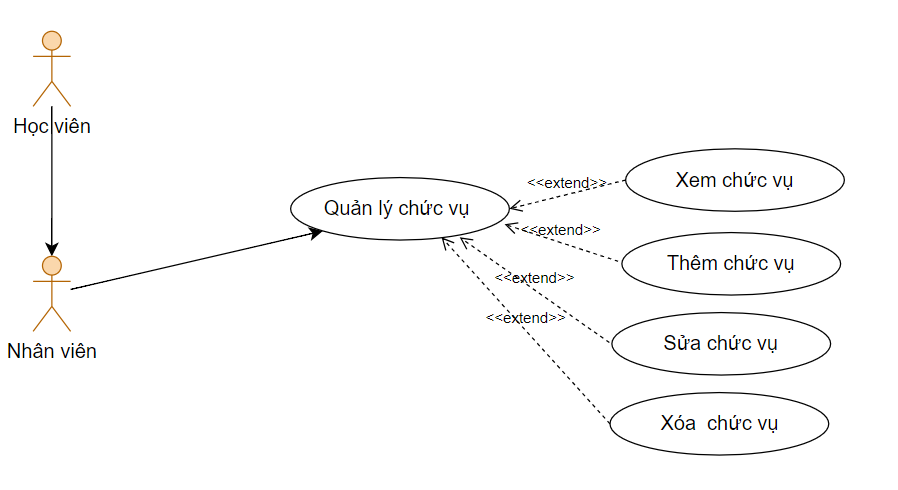 Học viên
Nhân viên
Quản lý chức vụ
<<extend>>
Xem chức vụ
<<extend>>
Thêm chức vụ
<<extend>>
Sửa chức vụ
<<extend>>
Xóa chức vụ